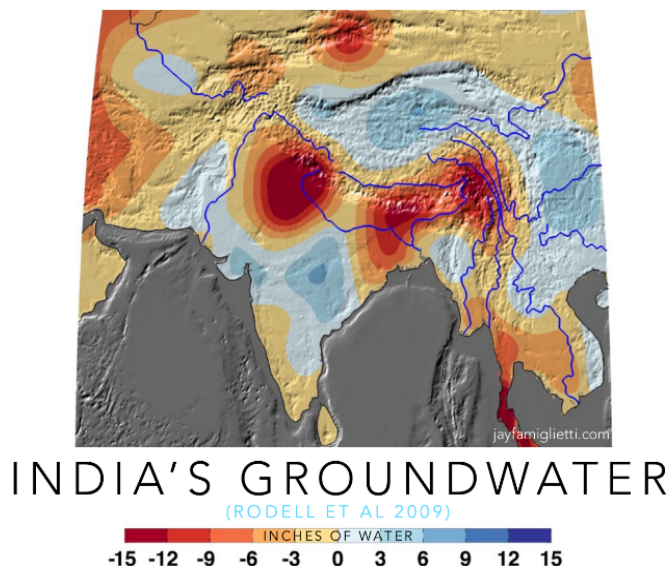 jayfamiglietti.com
INDIA'S GROUNDWATER
(RODELL ET AL 2009)
INCHES OF WATER
-15 -12 -9 -6 -3 0 3 6 9 12 15